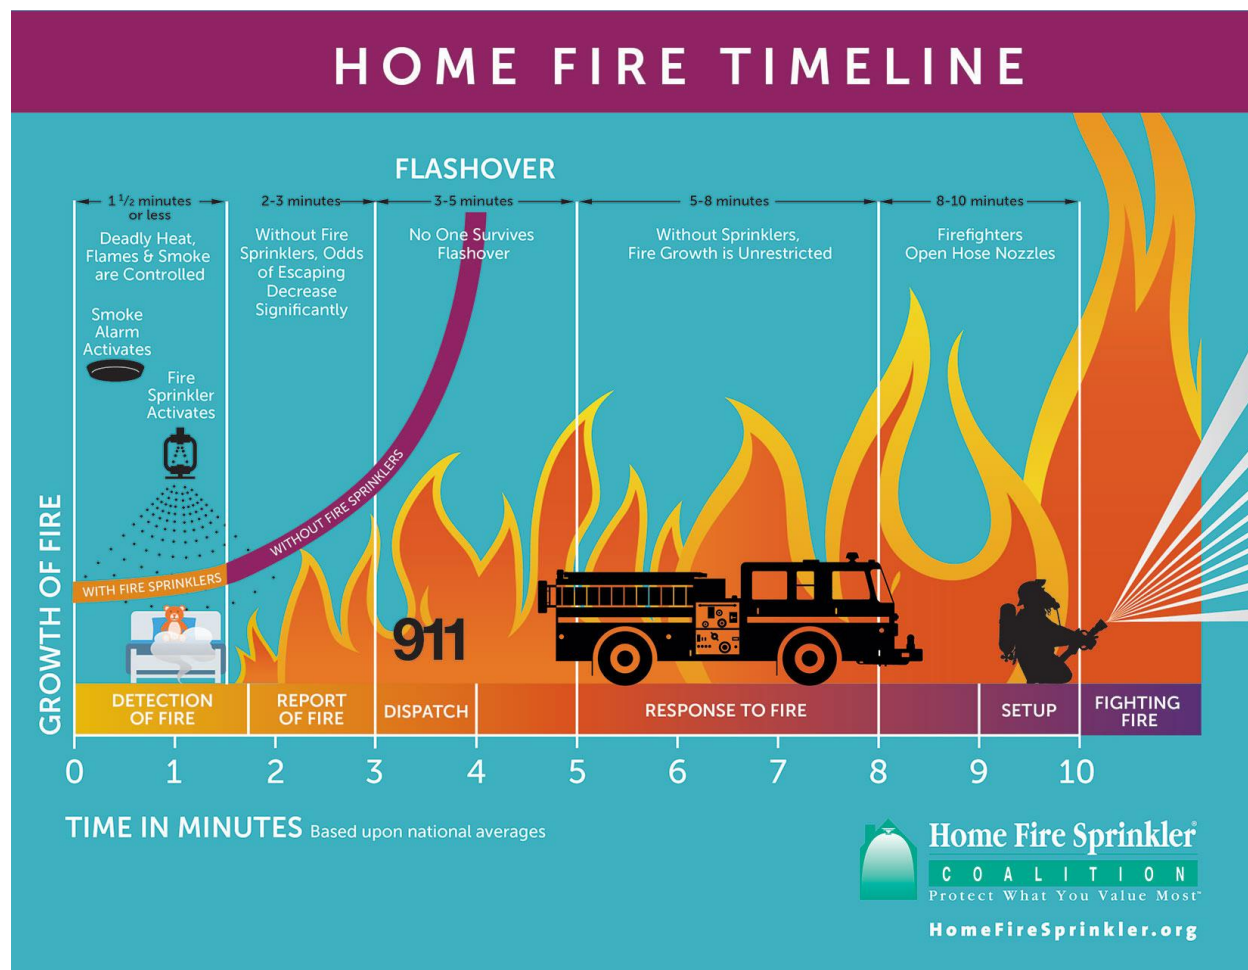 HOME FIRE TIMELINE
FLASHOVER
1 1/2 minutes
or less
2-3 minutes
3-5 minutes
5-8 minutes
8-10 minutes
Deadly Heat,
Flames & Smoke
are Controlled
Without Fire
Sprinklers, Odds
of Escaping
Decrease
Significantly
No One Survives
Flashover
Without Sprinklers,
Fire Growth is Unrestricted
Firefighters
Open Hose Nozzles
Smoke
Alarm
Activates
Fire
Sprinkler
Activates
WITH FIRE SPRINKLERS
WITHOUT FIRE SPRINKLERS
GROWTH OF FIRE
911
DETECTION
OF FIRE
REPORT
OF FIRE
DISPATCH
RESPONSE TO FIRE
SETUP
FIGHTING
FIRE
0 1 2 3 4 5 6 7 8 9 10
TIME IN MINUTES Based upon national averages
Home Fire Sprinkler®
COALITION
Protect What You Value Most™
HomeFireSprinkler.org